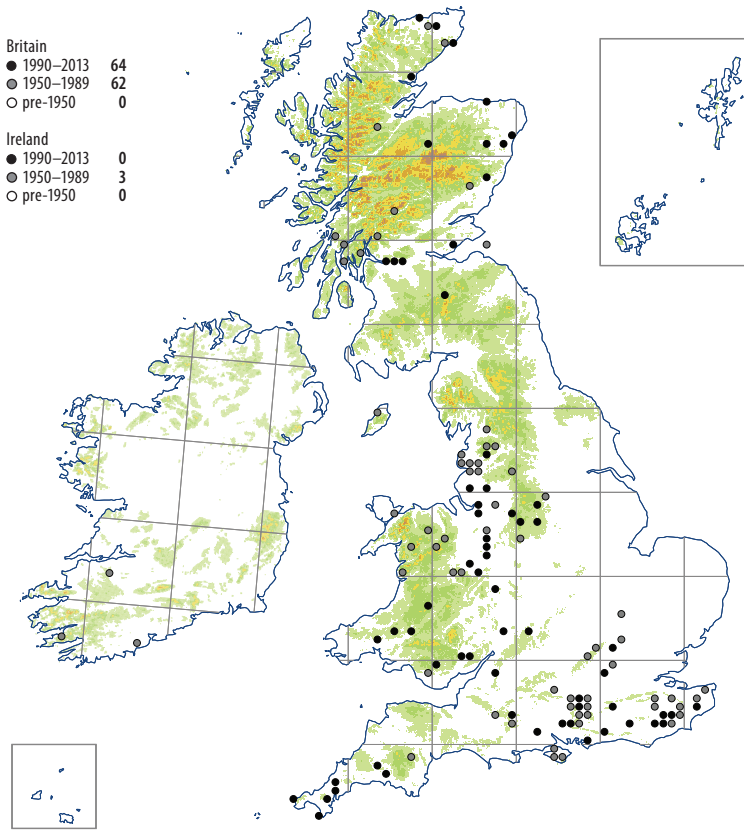 Britain
1990–2013 64
1950–1989 62
pre-1950 0
Ireland
1990–2013 0
1950–1989 3
pre-1950 0